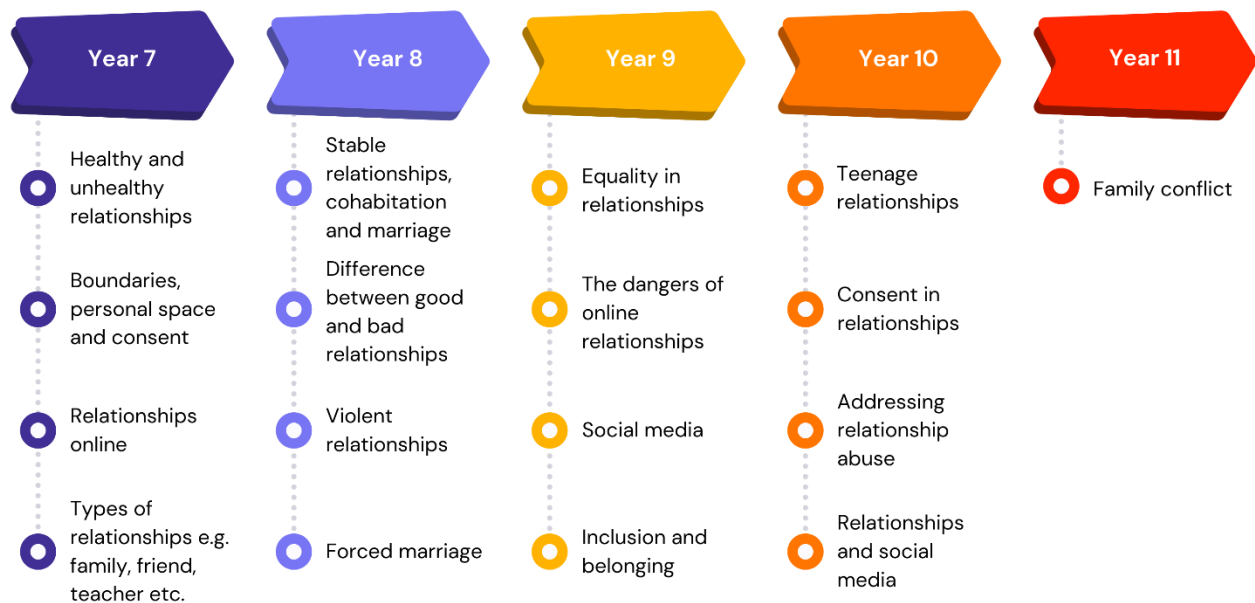 Year 7
Healthy and
unhealthy
relationships
Boundaries,
personal space
and consent
Relationships
online
Types of
relationships e.g.
family, friend,
teacher etc.
Year 8
Stable
relationships,
cohabitation
and marriage
Difference
between good
and bad
relationships
Violent
relationships
Forced marriage
Year 9
Equality in
relationships
The dangers of
online
relationships
Social media
Inclusion and
belonging
Year 10
Teenage
relationships
Consent in
relationships
Addressing
relationship
abuse
Relationships
and social
media
Year 11
Family conflict